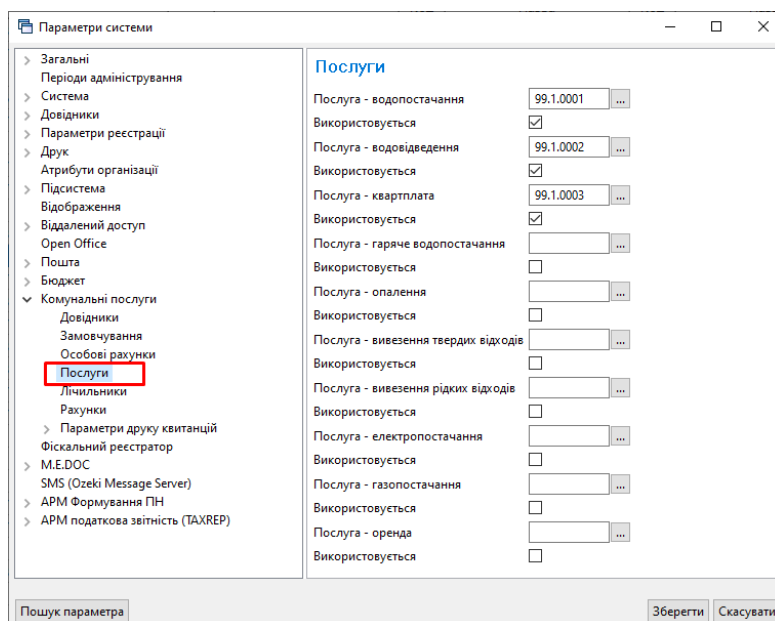 Параметри системи
Загальні
Періоди адміністрування
Система
Довідники
Параметри реєстрації
Друк
Атрибути організації
Підсистема
Відображення
Віддалений доступ
Open Office
Пошта
Бюджет
Комунальні послуги
Довідники
Замовчування
Особові рахунки
Послуги
Лічильники
Рахунки
Параметри друку квитанцій
Фіскальний реєстратор
M.E.DOC
SMS (Ozeki Message Server)
АРМ Формування ПН
АРМ податкова звітність (TAXREP)
Послуги
Послуга - водопостачання 99.1.0001 ...
Використовується
Послуга - водовідведення 99.1.0002 ...
Використовується
Послуга - квартплата 99.1.0003 ...
Використовується
Послуга - гаряче водопостачання ...
Використовується
Послуга - опалення ...
Використовується
Послуга - вивезення твердих відходів ...
Використовується
Послуга - вивезення рідких відходів ...
Використовується
Послуга - електропостачання ...
Використовується
Послуга - газопостачання ...
Використовується
Послуга - оренда ...
Використовується
Пошук параметра Зберегти Скасувати